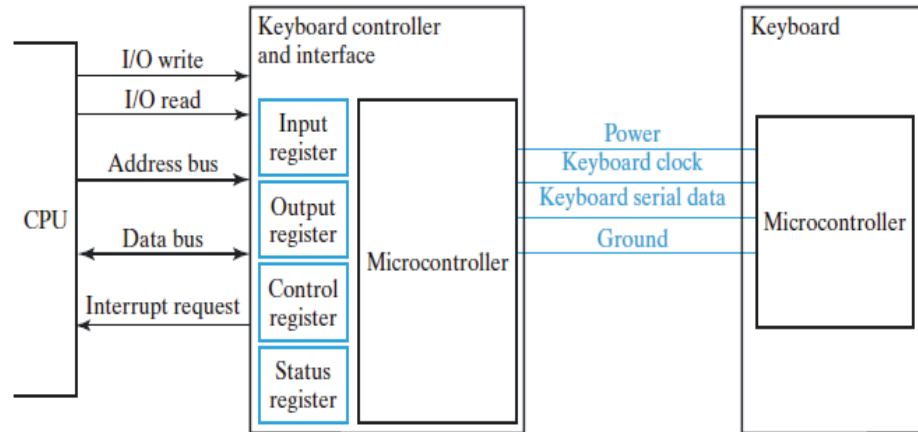 CPU
I/O write
I/O read
Address bus
Data bus
Interrupt request
Keyboard controller
and interface
Input
register
Output
register
Control
register
Status
register
Microcontroller
Power
Keyboard clock
Keyboard serial data
Ground
Keyboard
Microcontroller